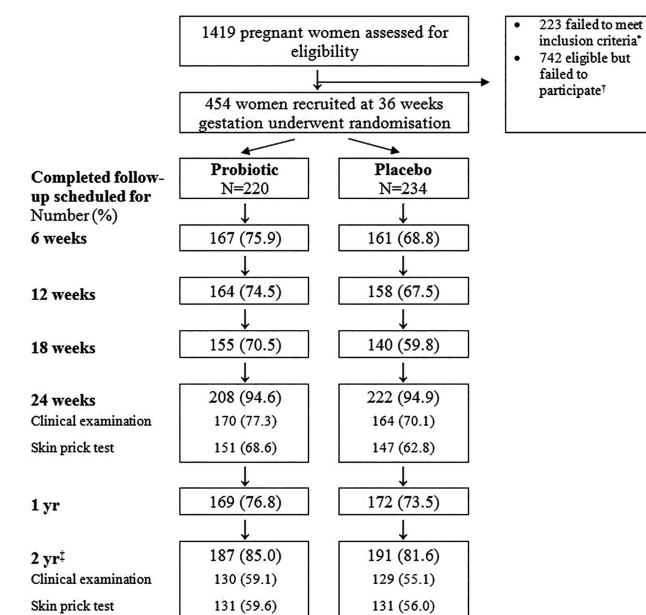 1419 pregnant women assessed for
eligibility
• 223 failed to meet
inclusion criteria*
• 742 eligible but
failed to
participate†
454 women recruited at 36 weeks
gestation underwent randomisation
Completed follow-
up scheduled for
Number (%)
Probiotic
N=220
Placebo
N=234
6 weeks
167 (75.9)
161 (68.8)
12 weeks
164 (74.5)
158 (67.5)
18 weeks
155 (70.5)
140 (59.8)
24 weeks
208 (94.6)
222 (94.9)
Clinical examination
170 (77.3)
164 (70.1)
Skin prick test
151 (68.6)
147 (62.8)
1 yr
169 (76.8)
172 (73.5)
2 yr‡
187 (85.0)
191 (81.6)
Clinical examination
130 (59.1)
129 (55.1)
Skin prick test
131 (59.6)
131 (56.0)